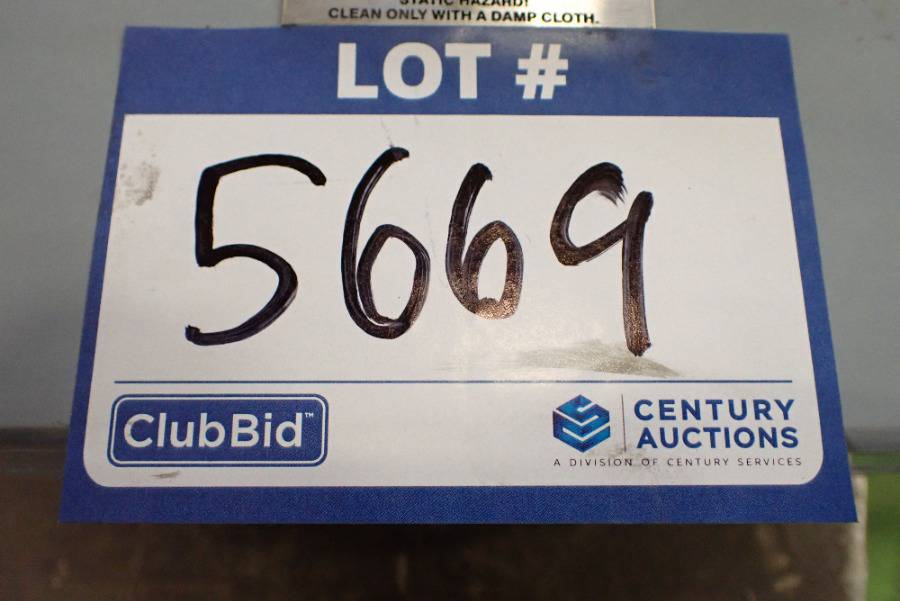 STATIC HAZARD!
CLEAN ONLY WITH A DAMP CLOTH.
LOT #
5669
ClubBid™
CENTURY
AUCTIONS
A DIVISION OF CENTURY SERVICES